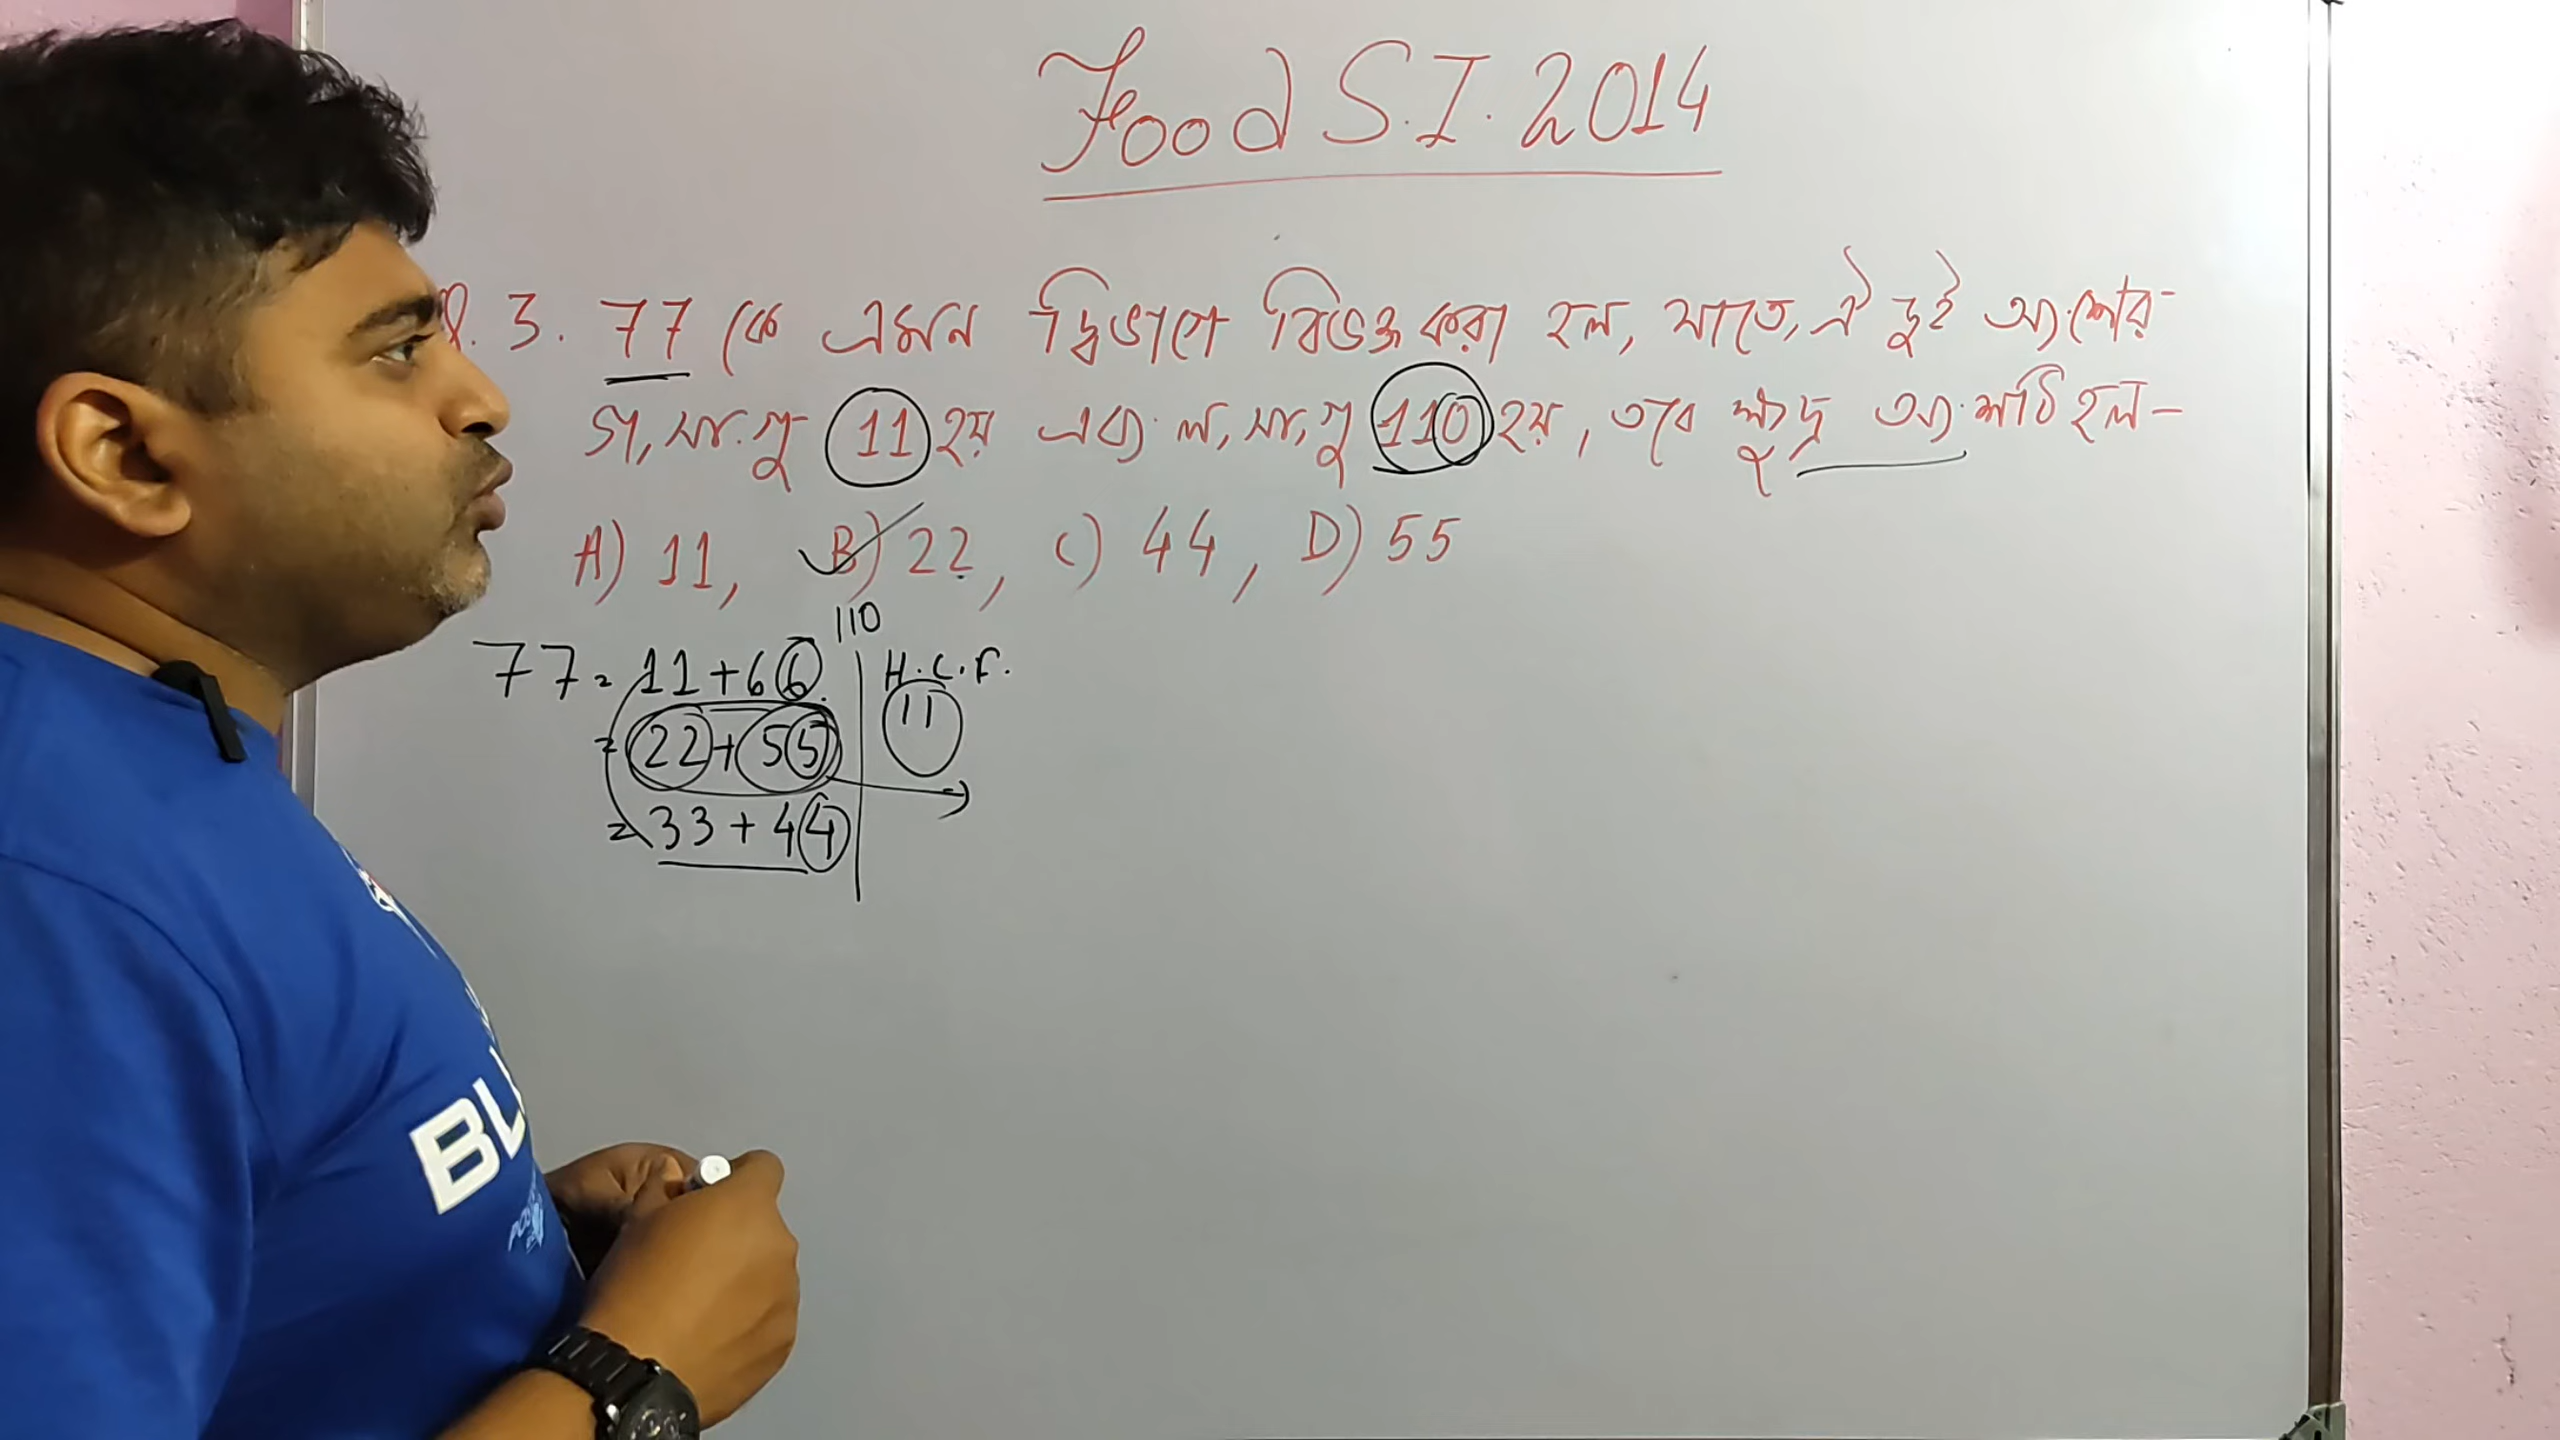 Food S.I. 2014
Q. 3. 77 কে এমন দ্বিভাগে বিভক্ত করা হল, যাতে, ঐ দুই অংশের-
গ, সা. গু 11 হয় এবং ল, সা, গু 110 হয়, তবে ক্ষুদ্র অংশটি হল-
A) 11, B) 22, C) 44, D) 55
110
77 = 11+66 H.C.F.
= 22+55 11
= 33+44
BL